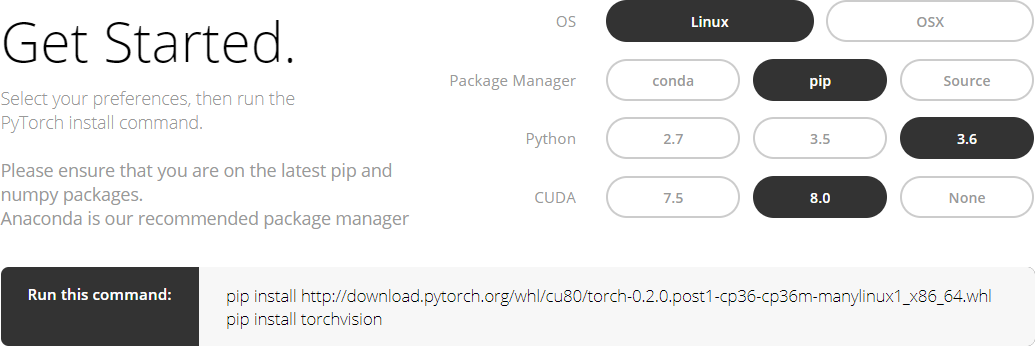 Get Started.
Select your preferences, then run the
PyTorch install command.
Please ensure that you are on the latest pip and
numpy packages.
Anaconda is our recommended package manager
OS
Linux
OSX
Package Manager
conda
pip
Source
Python
2.7
3.5
3.6
CUDA
7.5
8.0
None
Run this command:
pip install http://download.pytorch.org/whl/cu80/torch-0.2.0.post1-cp36-cp36m-manylinux1_x86_64.whl
pip install torchvision